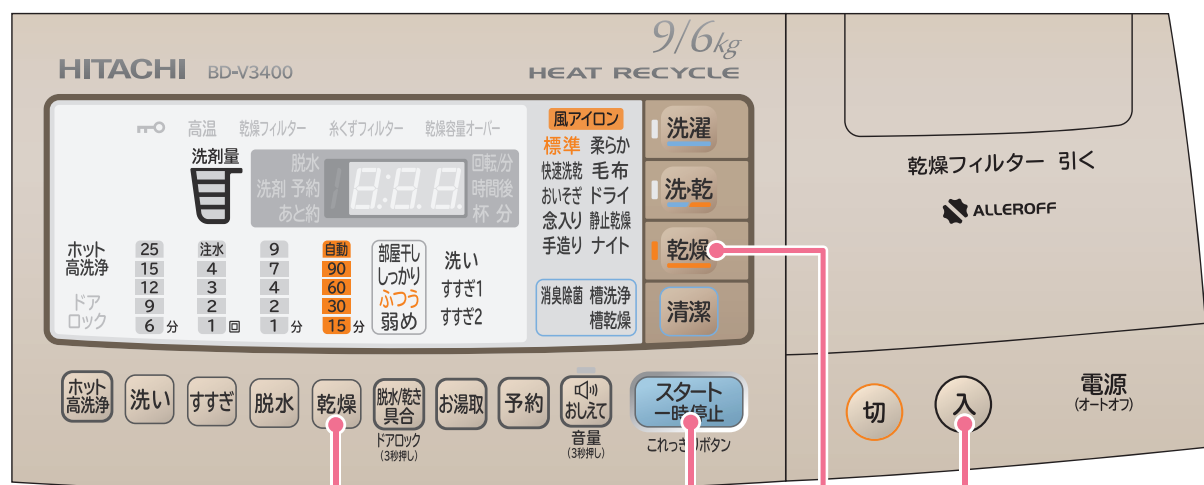 9/6kg
HITACHI BD-V3400
HEAT RECYCLE
高温 乾燥フィルター 糸くずフィルター 乾燥容量オーバー
洗剤量
脱水 回転/分
洗剤 予約 1 8:8.8 時間後
あと約 杯 分
風アイロン
標準 柔らか
快速洗乾 毛布
おいそぎ ドライ
念入り 静止乾燥
手造り ナイト
消臭除菌 槽洗浄
槽乾燥
洗濯
洗乾
乾燥
清潔
ホット
高洗浄
ドア
ロック
25
15
12
9
6 分
注水
4
3
2
1 回
9
7
4
2
1 分
自動
90
60
30
15 分
部屋干し
しっかり
ふつう
弱め
洗い
すすぎ1
すすぎ2
ホット
高洗浄
洗い
すすぎ
脱水
乾燥
脱水/乾き
具合
ドアロック
(3秒押し)
お湯取
予約
おしえて
音量
(3秒押し)
スタート
一時停止
これっきりボタン
乾燥フィルター 引く
ALLEROFF
切
入
電源
(オートオフ)